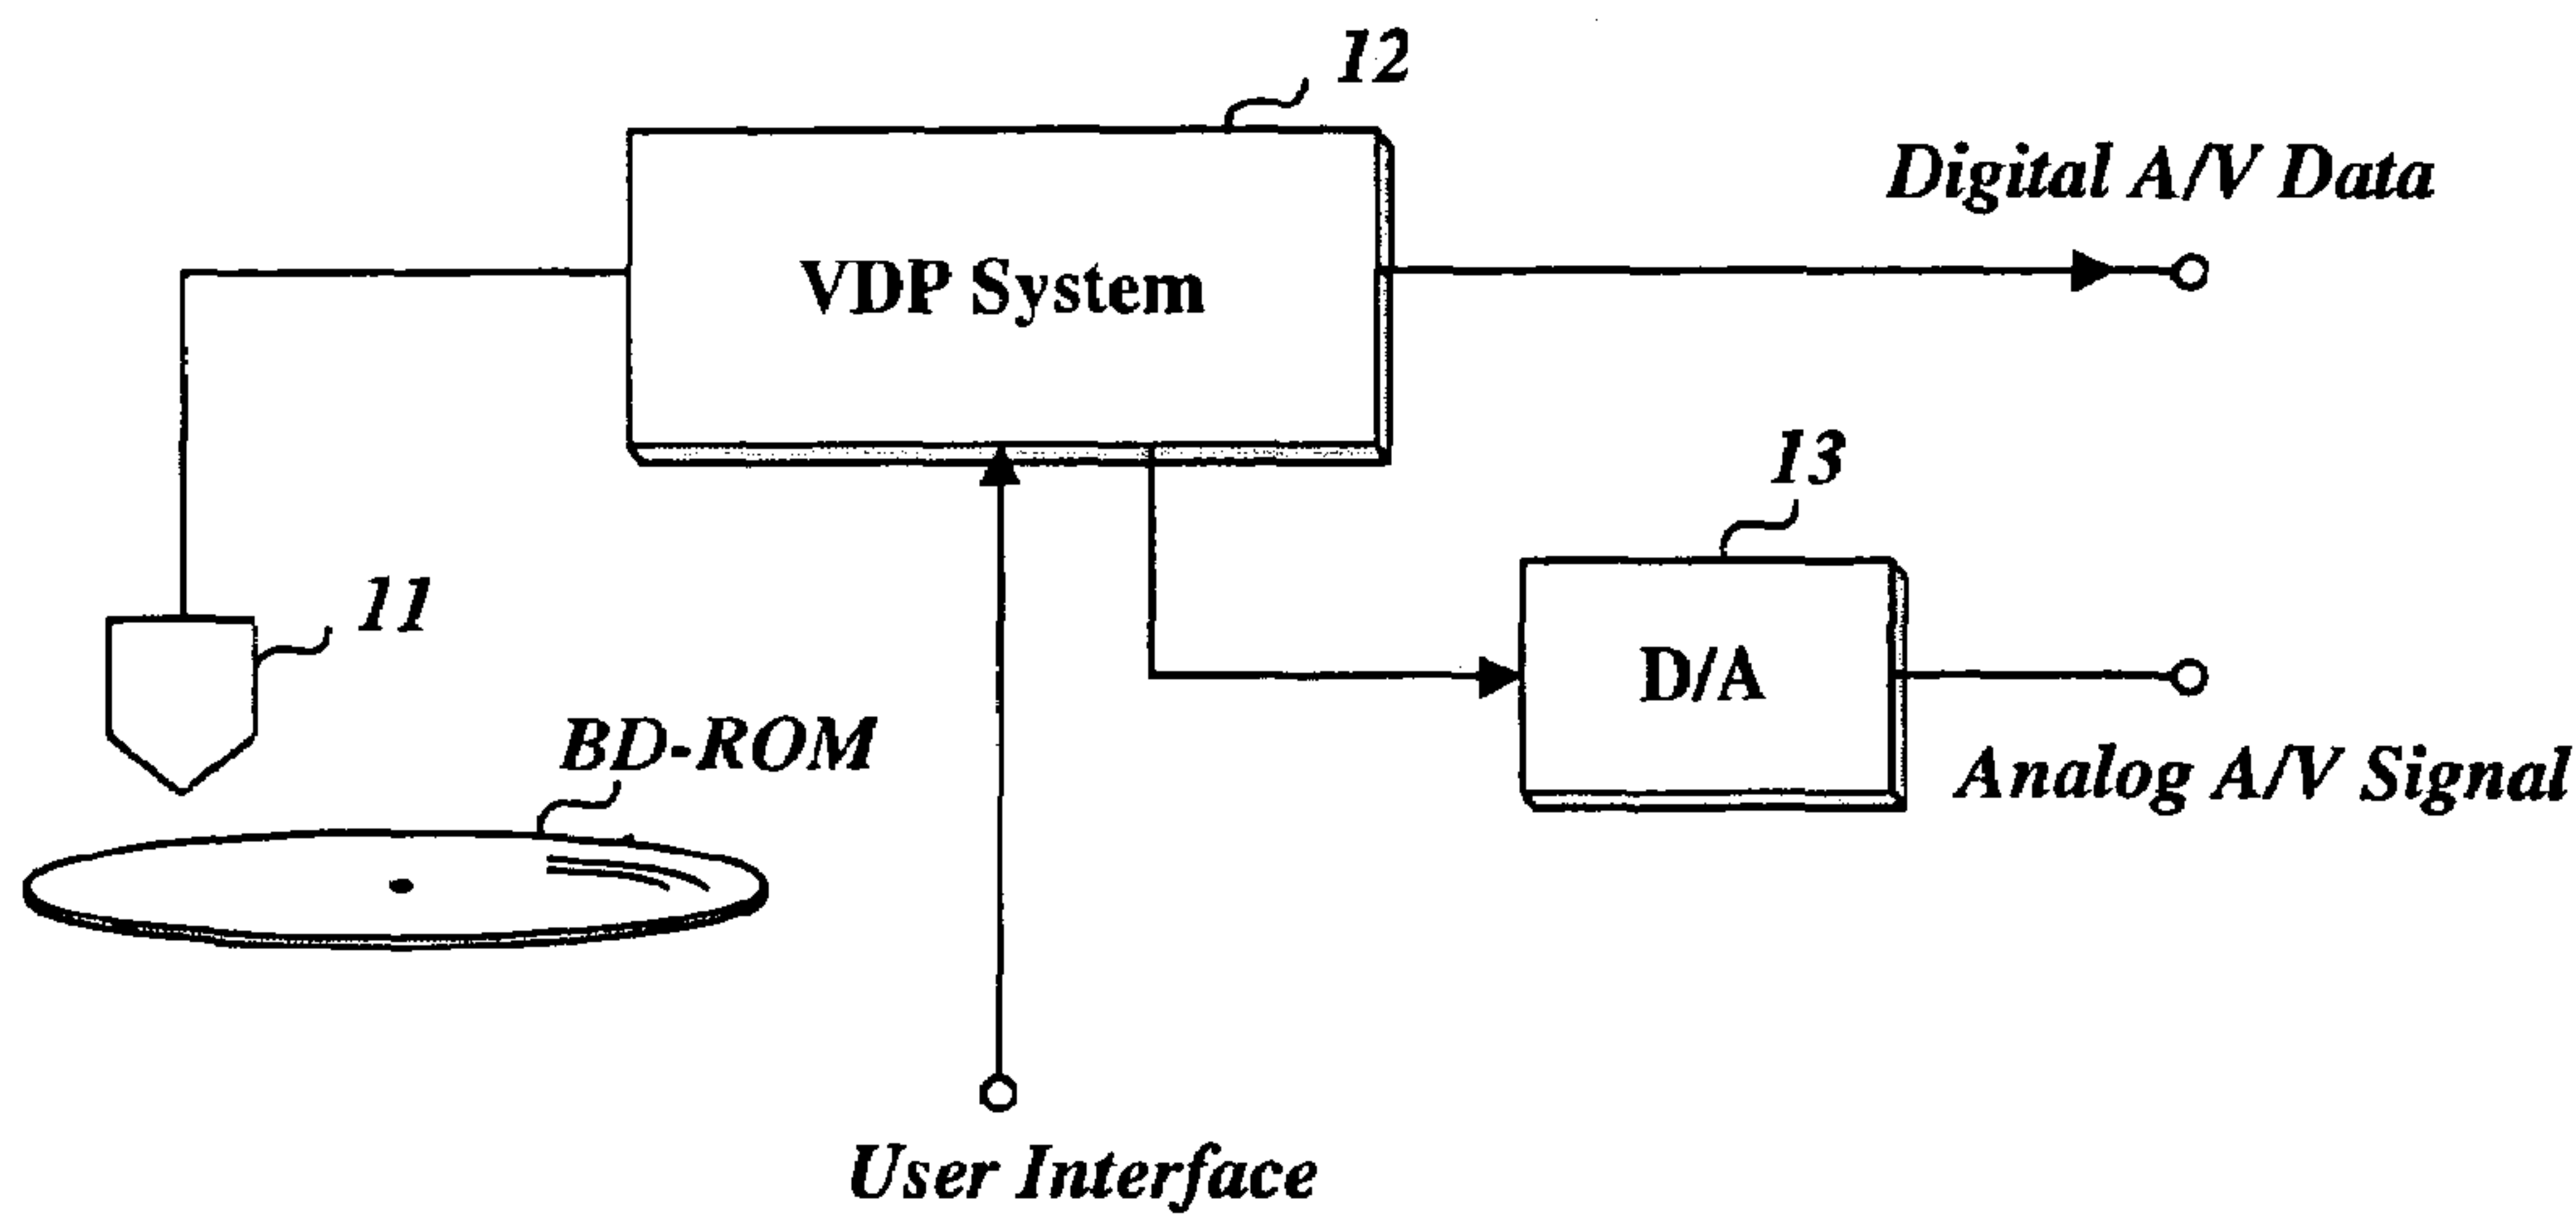 12
Digital A/V Data
VDP System
13
11
D/A
BD-ROM
Analog A/V Signal
User Interface